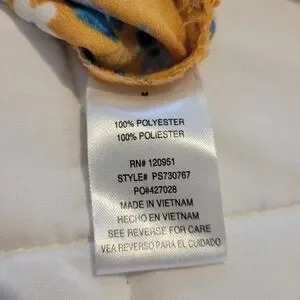 M
100% POLYESTER
100% POLIESTER
RN# 120951
STYLE# PS730767
PO#427028
MADE IN VIETNAM
HECHO EN VIETNAM
SEE REVERSE FOR CARE
VEA REVERSO PARA EL CUIDADO